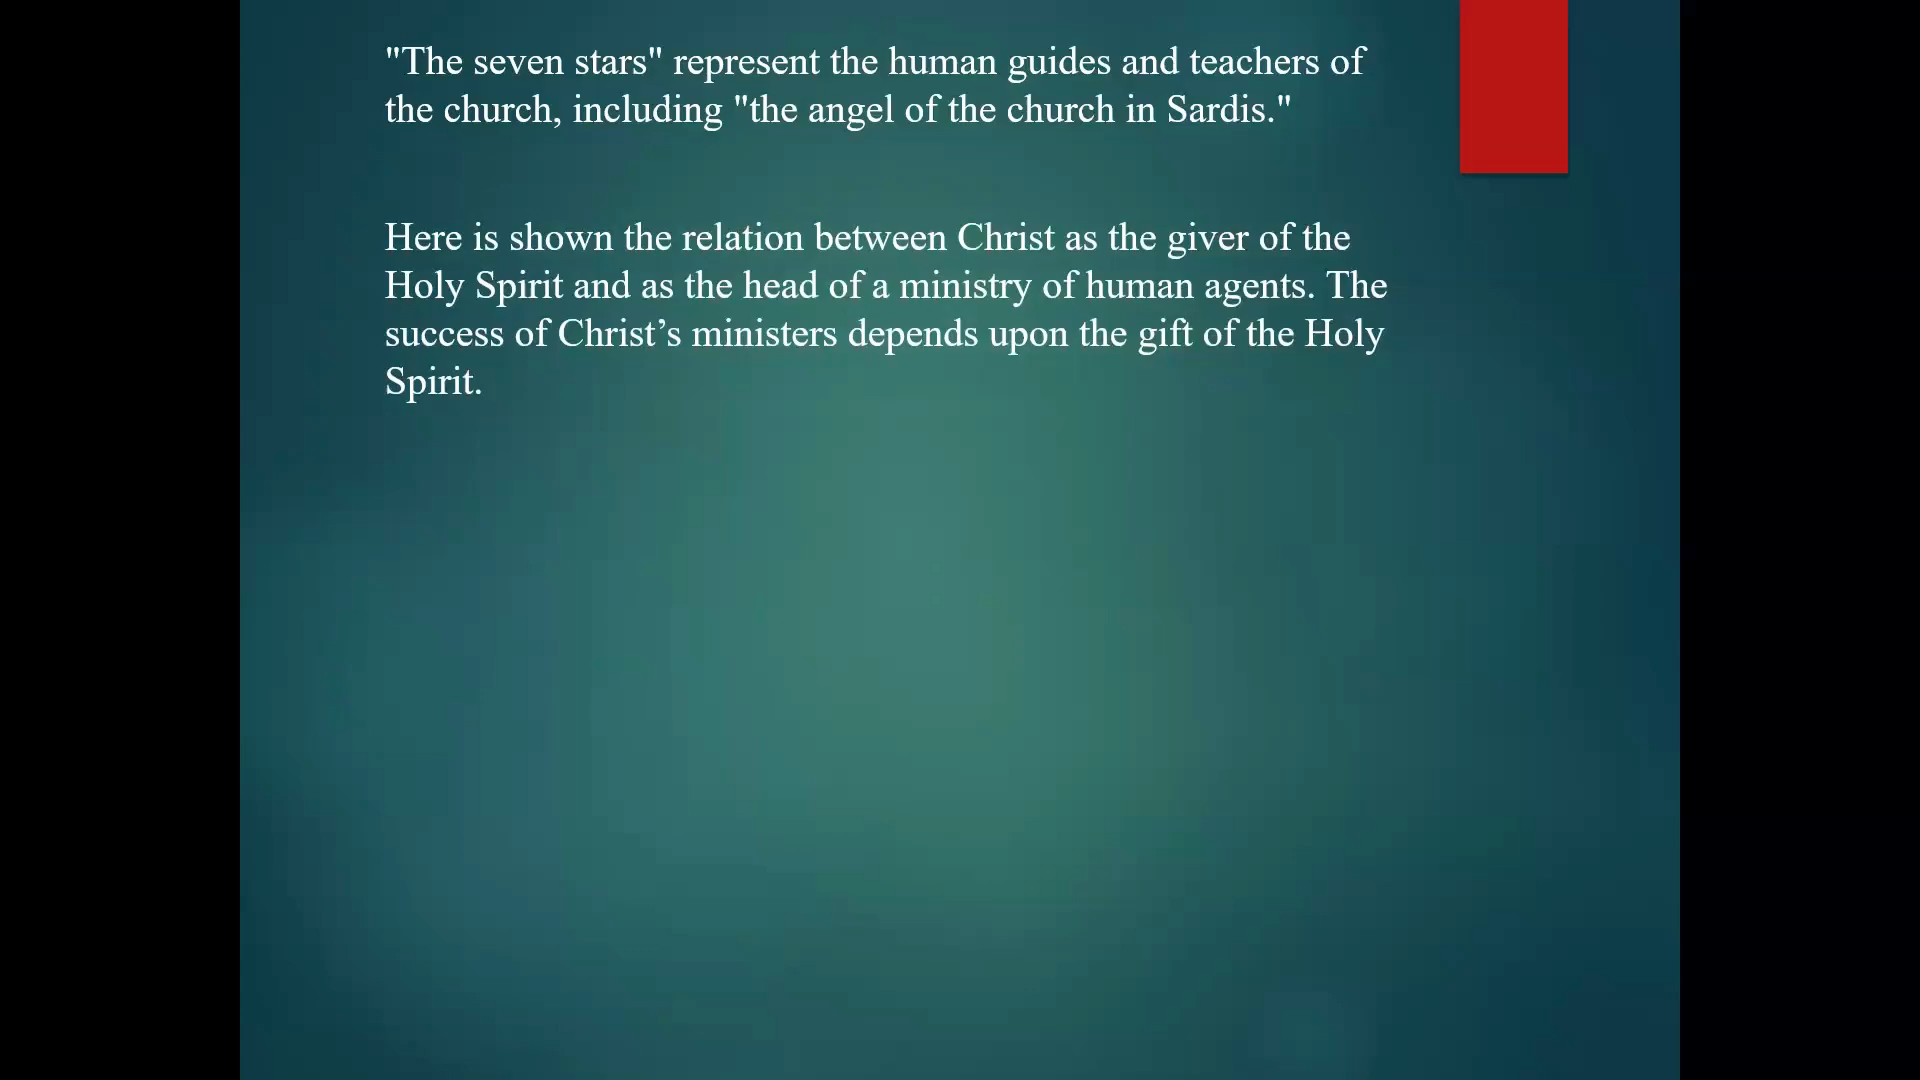 "The seven stars" represent the human guides and teachers of
the church, including "the angel of the church in Sardis."
Here is shown the relation between Christ as the giver of the
Holy Spirit and as the head of a ministry of human agents. The
success of Christ’s ministers depends upon the gift of the Holy
Spirit.